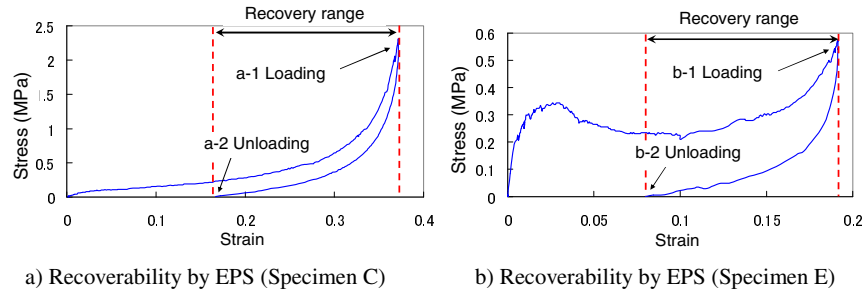 Recovery range
2.5
2
1.5
1
0.5
0
Stress (MPa)
a-1 Loading
a-2 Unloading
0
0.1
0.2
0.3
0.4
Strain
a) Recoverability by EPS (Specimen C)
Recovery range
0.6
0.5
0.4
0.3
0.2
0.1
0
Stress (MPa)
b-1 Loading
b-2 Unloading
0
0.05
0.1
0.15
0.2
Strain
b) Recoverability by EPS (Specimen E)